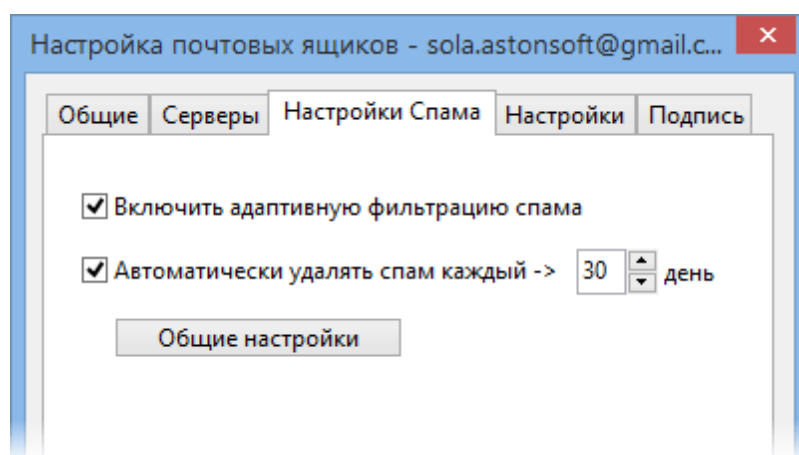 Настройка почтовых ящиков - sola.astonsoft@gmail.c...
Общие Серверы Настройки Спама Настройки Подпись
Включить адаптивную фильтрацию спама
Автоматически удалять спам каждый -> 30 день
Общие настройки